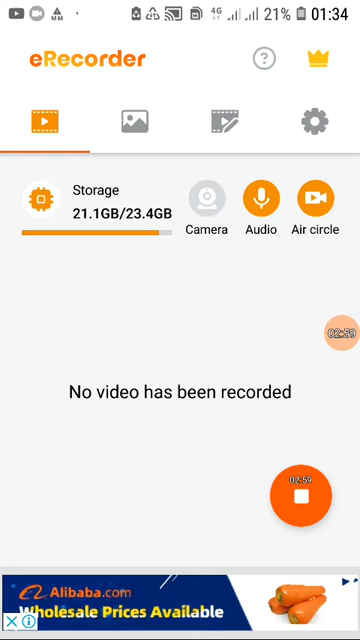 MM 4G 21% 01:34
eRecorder
Storage
21.1GB/23.4GB
Camera Audio Air circle
02:59
No video has been recorded
02:59
Alibaba.com
Wholesale Prices Available